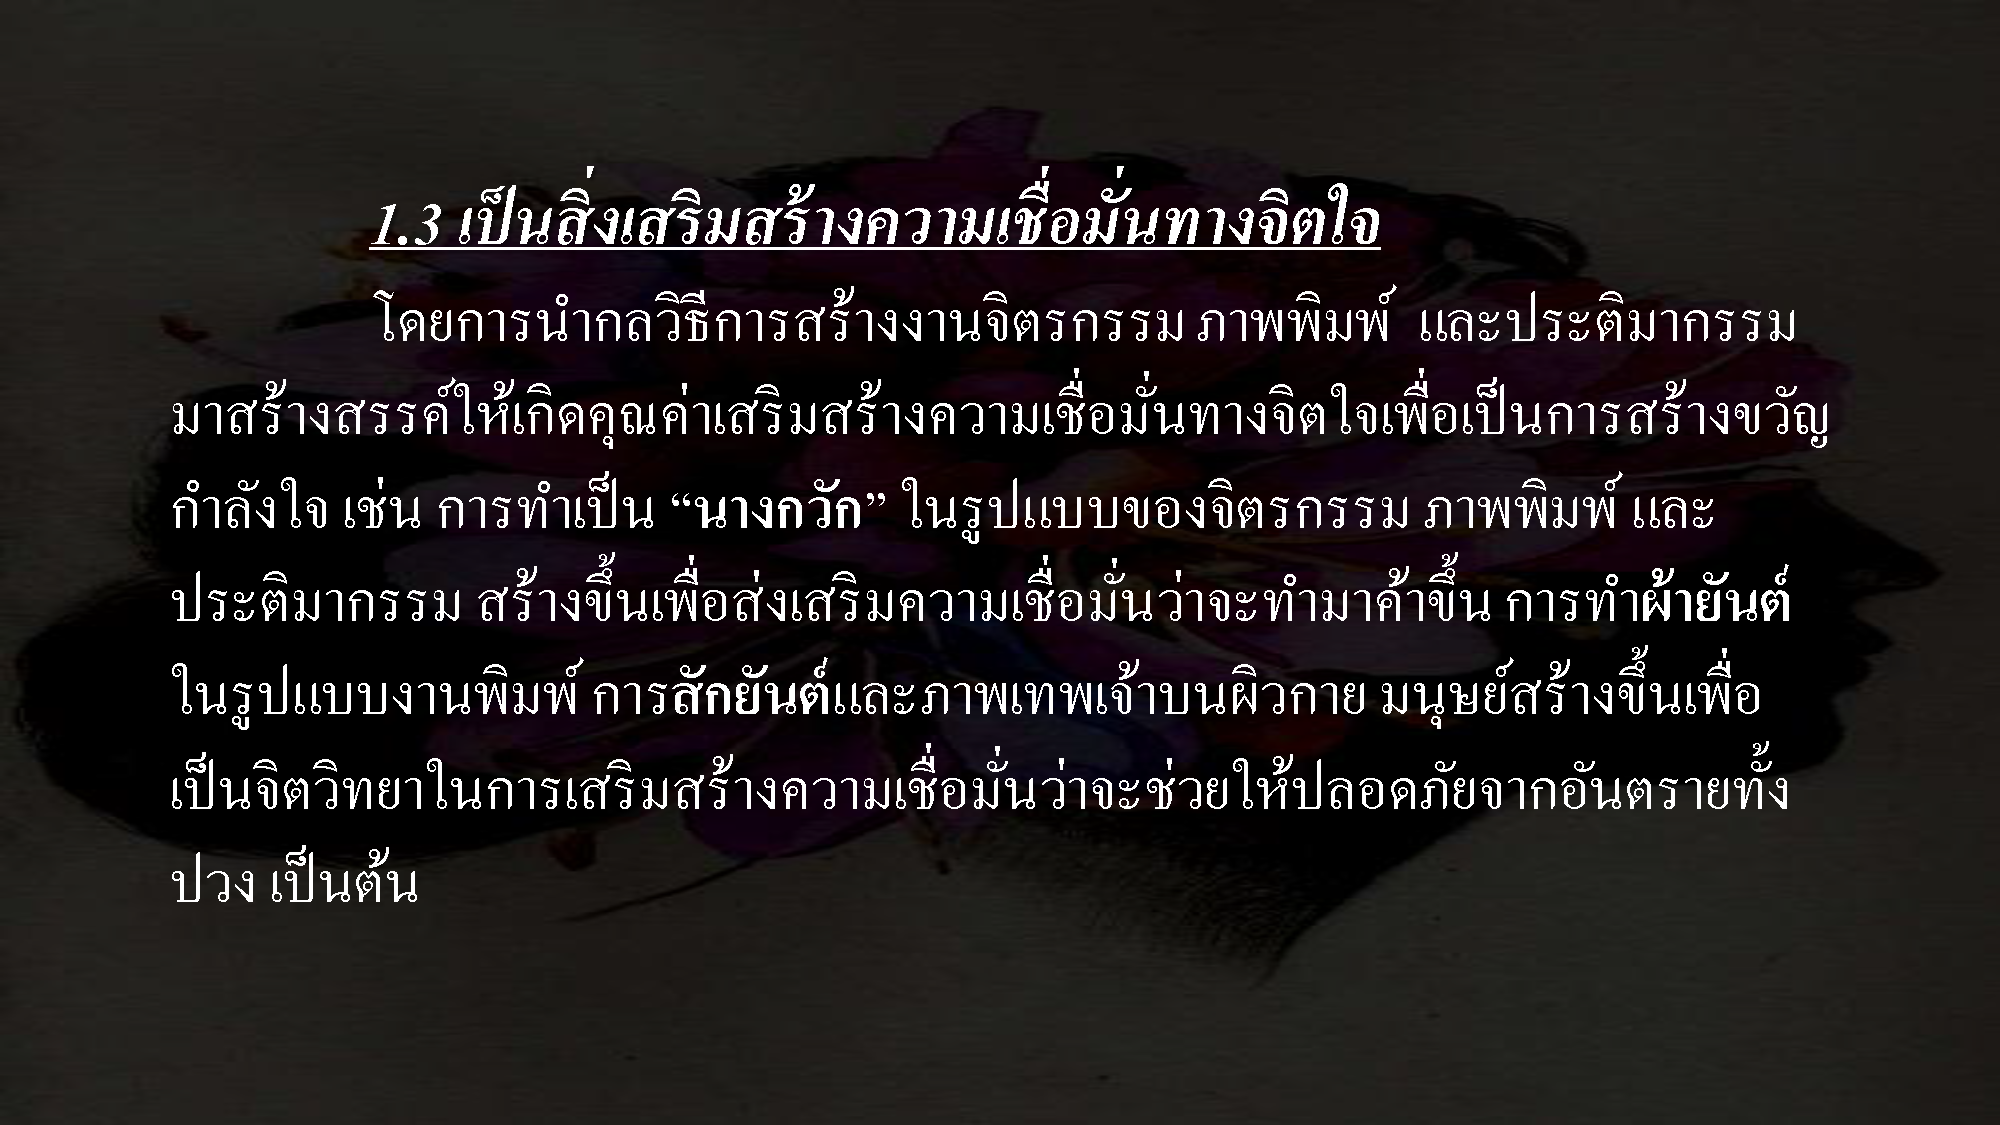 1.3 เป็นสิ่งเสริมสร้างความเชื่อมั่นทางจิตใจ
โดยการนำกลวิธีการสร้างงานจิตรกรรม ภาพพิมพ์ และประติมากรรม
มาสร้างสรรค์ให้เกิดคุณค่าเสริมสร้างความเชื่อมั่นทางจิตใจเพื่อเป็นการสร้างขวัญ
กำลังใจ เช่น การทำเป็น “นางกวัก” ในรูปแบบของจิตรกรรม ภาพพิมพ์ และ
ประติมากรรม สร้างขึ้นเพื่อส่งเสริมความเชื่อมั่นว่าจะทำมาค้าขึ้น การทำผ้ายันต์
ในรูปแบบงานพิมพ์ การสักยันต์และภาพเทพเจ้าบนผิวกาย มนุษย์สร้างขึ้นเพื่อ
เป็นจิตวิทยาในการเสริมสร้างความเชื่อมั่นว่าจะช่วยให้ปลอดภัยจากอันตรายทั้ง
ปวง เป็นต้น